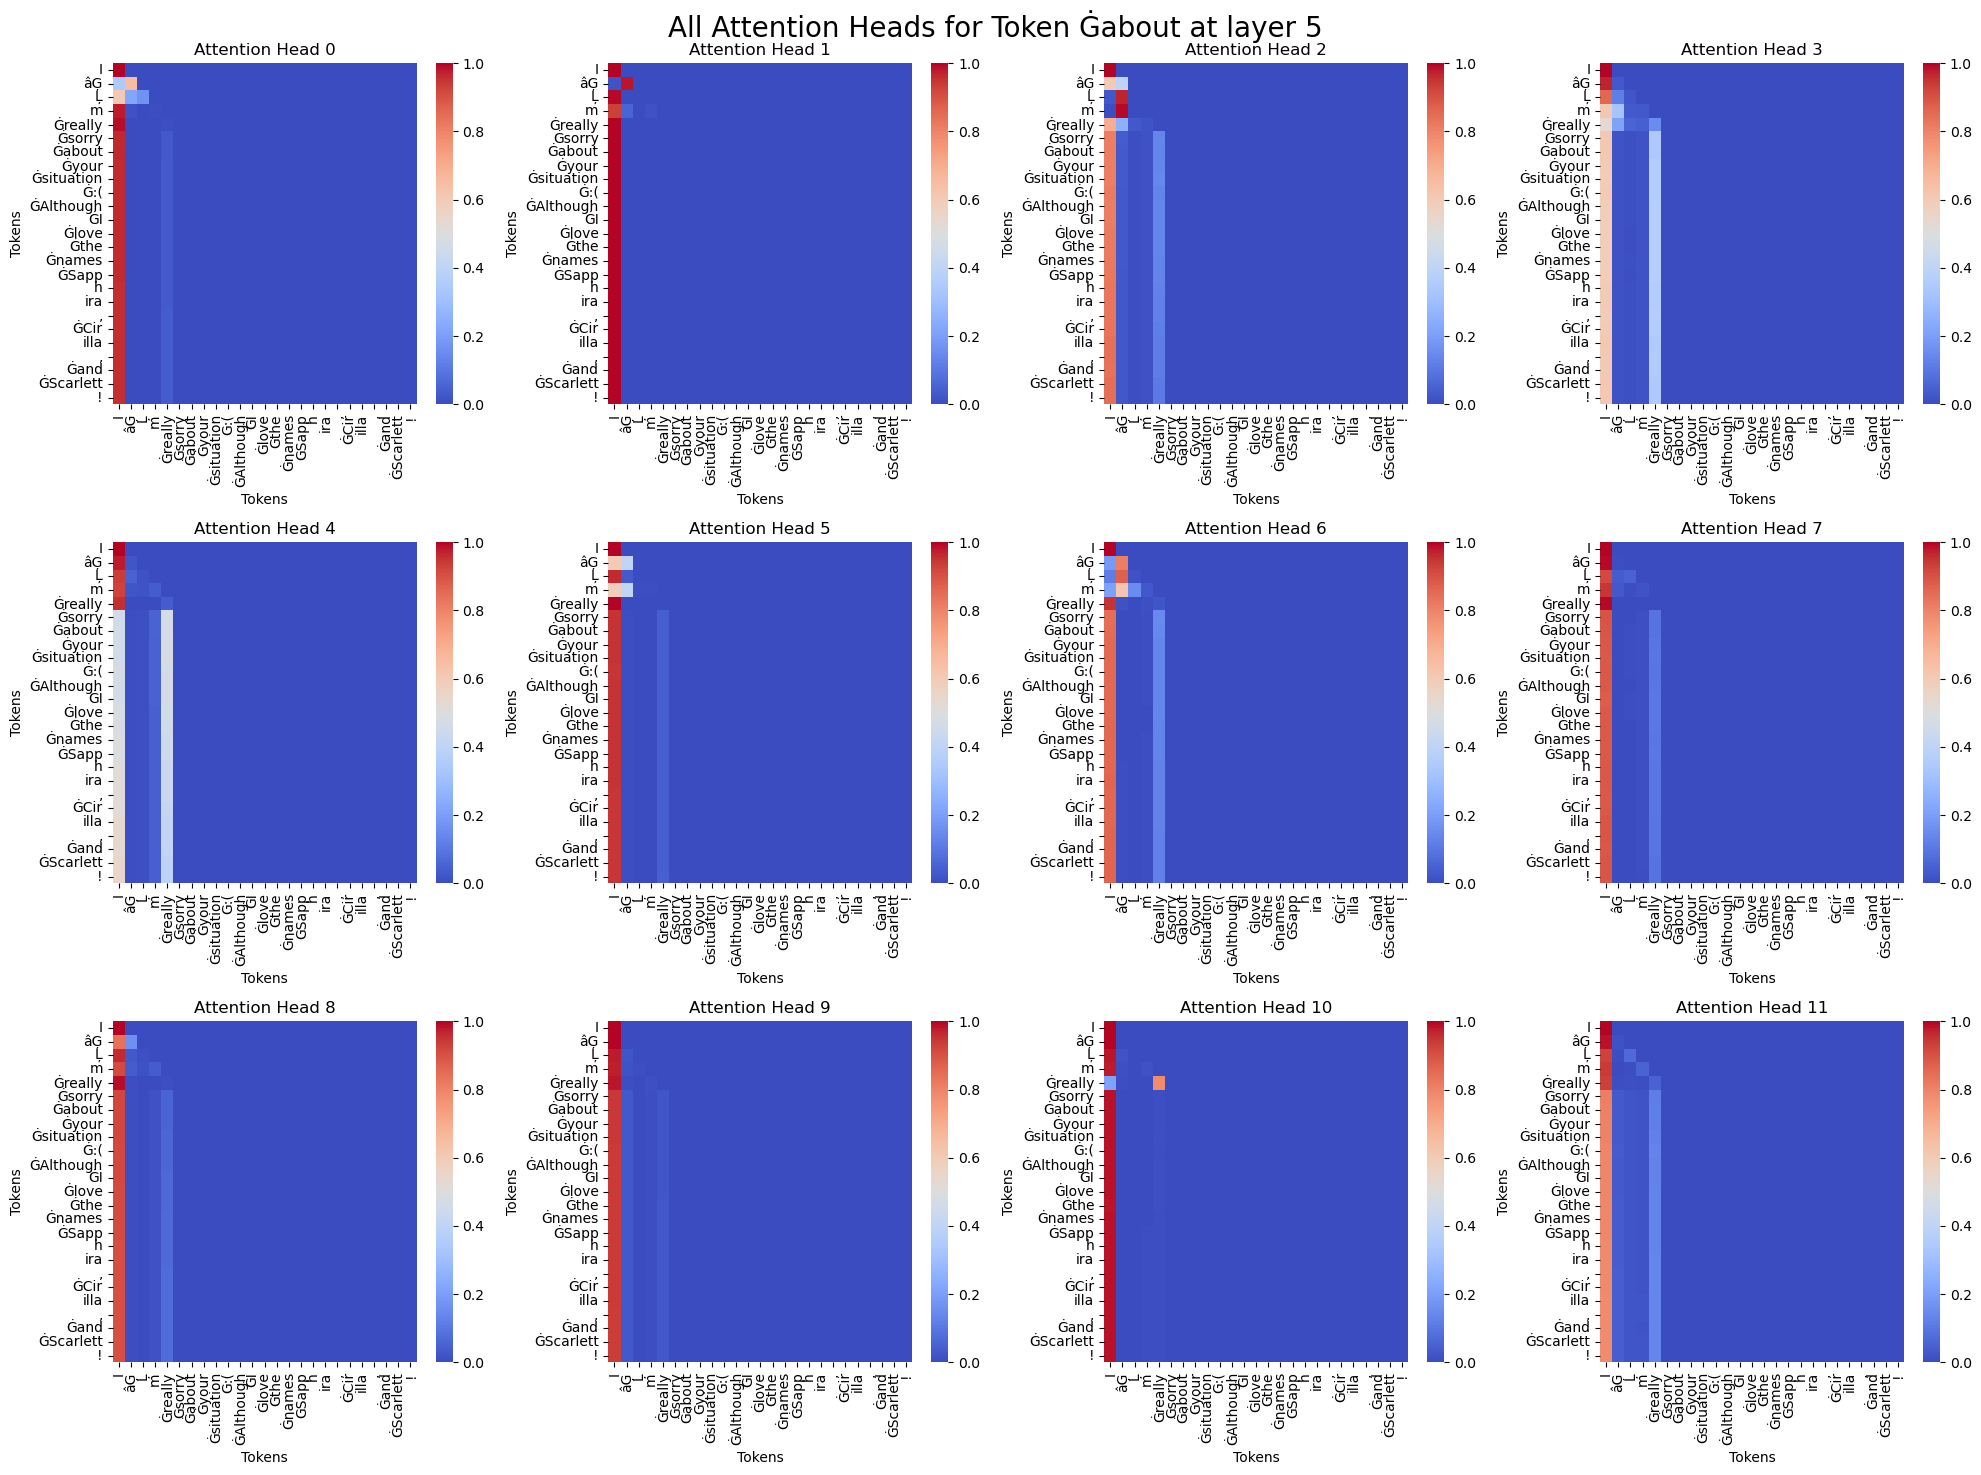 All Attention Heads for Token Ġabout at layer 5
Attention Head 0
Attention Head 1
Attention Head 2
Attention Head 3
Tokens
I
âG
Ļ
m
Ġreally
Ġsorry
Ġabout
Ġyour
Ġsituation
Ġ:(
ĠAlthough
ĠI
Ġlove
Ġthe
Ġnames
ĠSapp
h
ira
,
ĠCir
illa
,
Ġand
ĠScarlett
!
1.0
0.8
0.6
0.4
0.2
0.0
Tokens
Attention Head 4
Attention Head 5
Attention Head 6
Attention Head 7
Tokens
Attention Head 8
Attention Head 9
Attention Head 10
Attention Head 11
Tokens